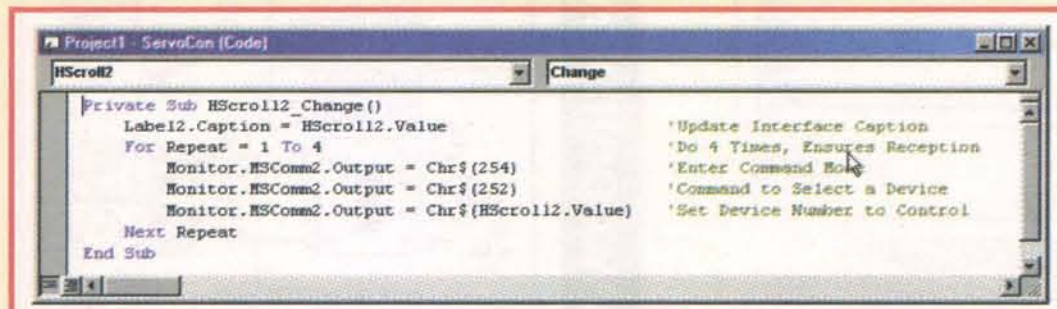 Project1 - ServoCon (Code)
HScroll2 Change
Private Sub HScroll2_Change()
Label2.Caption = HScroll2.Value 'Update Interface Caption
For Repeat = 1 To 4 'Do 4 Times, Ensures Reception
Monitor.MSComm2.Output = Chr$(254) 'Enter Command Mode
Monitor.MSComm2.Output = Chr$(252) 'Command to Select a Device
Monitor.MSComm2.Output = Chr$(HScroll2.Value) 'Set Device Number to Control
Next Repeat
End Sub